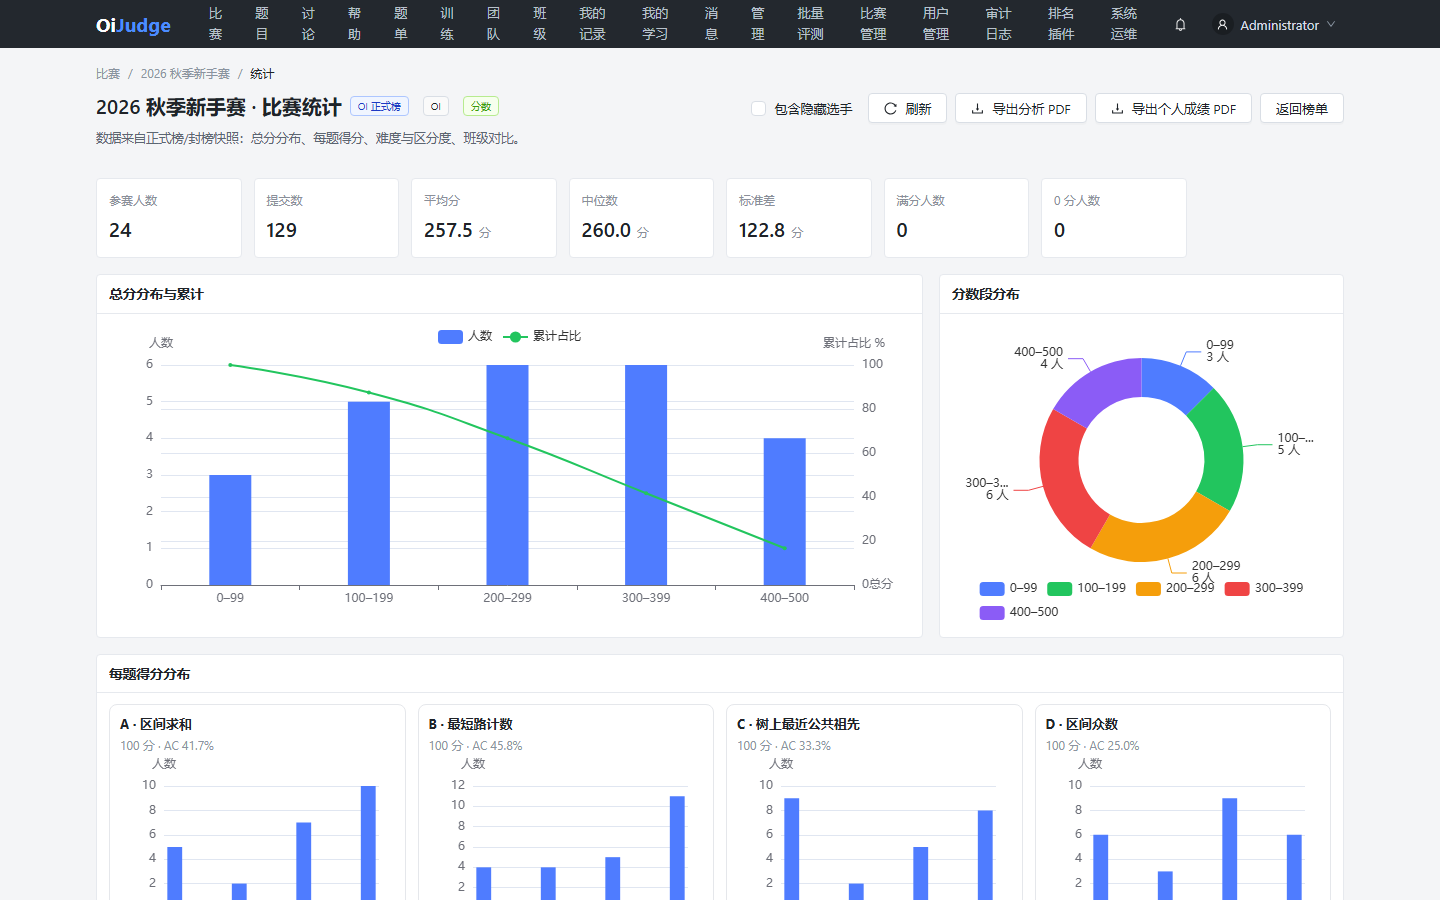 OiJudge
比赛
题目
讨论
帮助
题单
训练
团队
班级
我的记录
我的学习
消息
管理
批量评测
比赛管理
用户管理
审计日志
排名插件
系统运维
Administrator
比赛 / 2026 秋季新手赛 / 统计
2026 秋季新手赛 · 比赛统计 OI 正式榜 OI 分数
包含隐藏选手 刷新 导出分析 PDF 导出个人成绩 PDF 返回榜单
数据来自正式榜/封榜快照：总分分布、每题得分、难度与区分度、班级对比。
参赛人数
24
提交数
129
平均分
257.5 分
中位数
260.0 分
标准差
122.8 分
满分人数
0
0 分人数
0
总分分布与累计
人数 累计占比
人数
累计占比 %
6
5
4
3
2
1
0
100
80
60
40
20
0总分
0–99
100–199
200–299
300–399
400–500
分数段分布
0–99
3 人
100–...
5 人
200–299
6 人
300–3...
6 人
400–500
4 人
0–99 100–199 200–299 300–399
400–500
每题得分分布
A · 区间求和
100 分 · AC 41.7%
人数
10
8
6
4
2
B · 最短路计数
100 分 · AC 45.8%
人数
12
10
8
6
4
2
C · 树上最近公共祖先
100 分 · AC 33.3%
人数
10
8
6
4
2
D · 区间众数
100 分 · AC 25.0%
人数
10
8
6
4
2